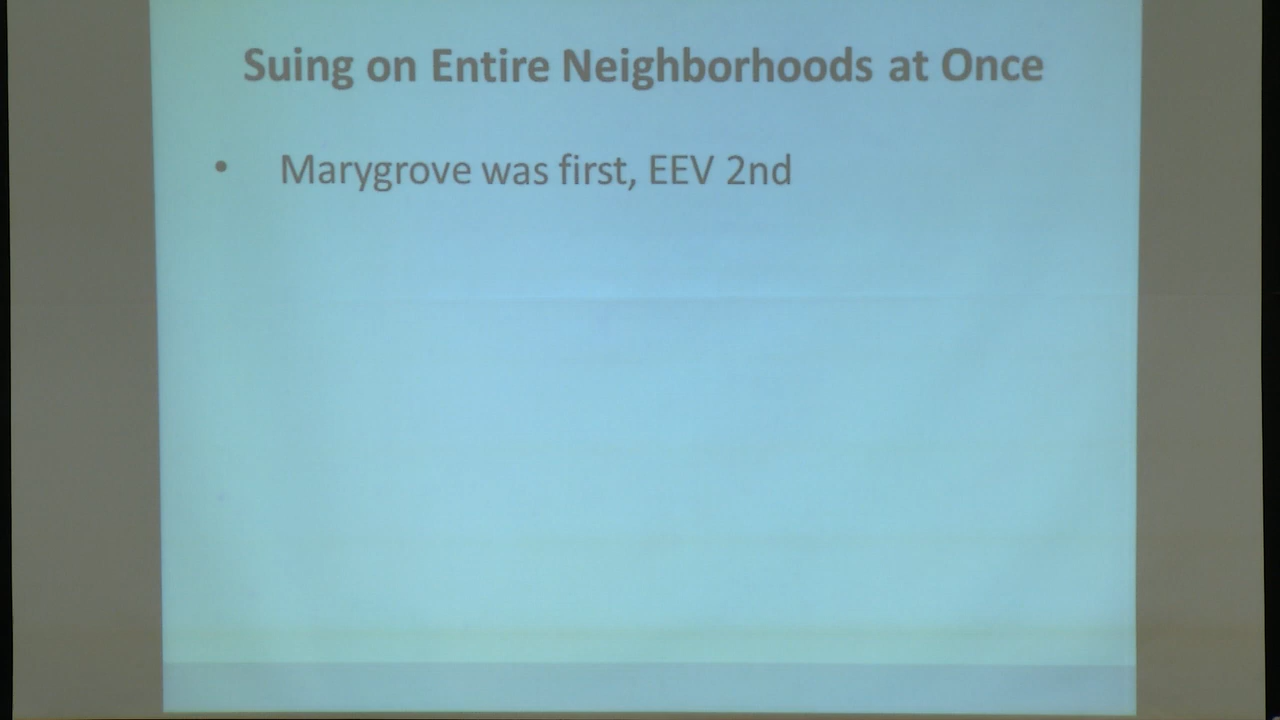 Suing on Entire Neighborhoods at Once
• Marygrove was first, EEV 2nd